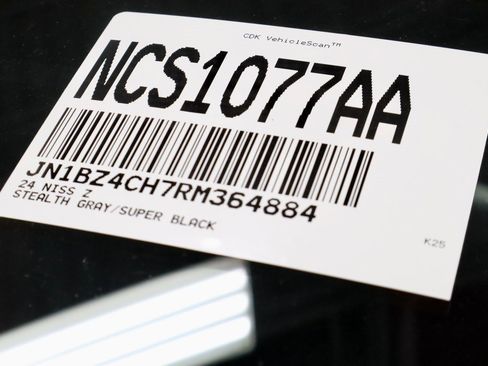 CDK VehicleScan™
NCS1077AA
JN1BZ4CH7RM364884
24 NISS Z
STEALTH GRAY/SUPER BLACK
K25